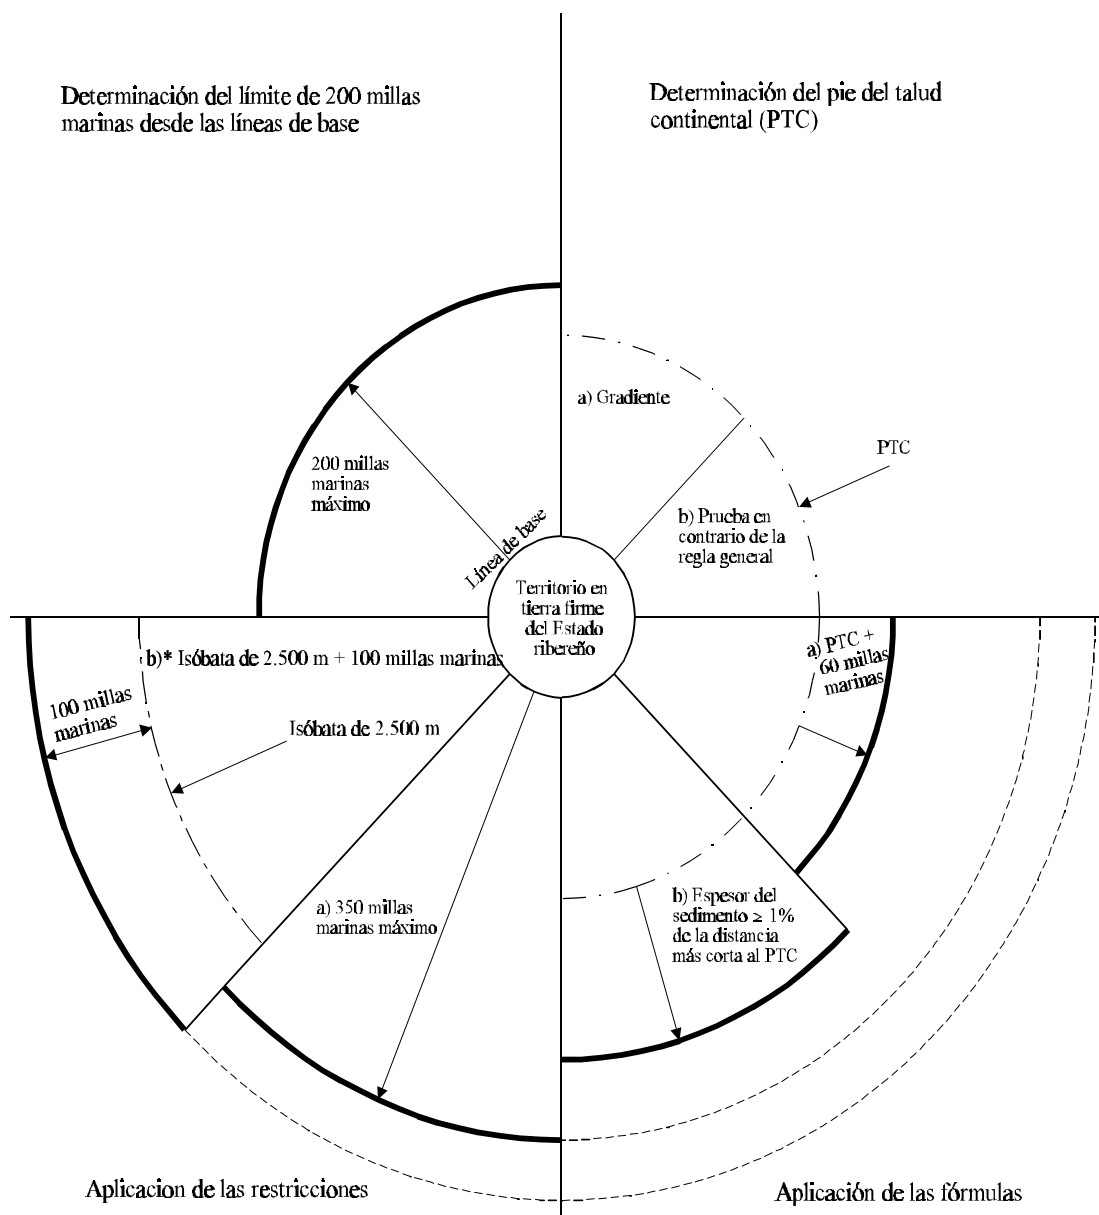 Determinación del límite de 200 millas
marinas desde las líneas de base
Determinación del pie del talud
continental (PTC)
a) Gradiente
PTC
200 millas
marinas
máximo
b) Prueba en
contrario de la
regla general
Línea de base
Territorio en
tierra firme
del Estado
ribereño
b)* Isóbata de 2.500 m + 100 millas marinas
100 millas
marinas
Isóbata de 2.500 m
a) PTC +
60 millas
marinas
a) 350 millas
marinas máximo
b) Espesor del
sedimento ≥ 1%
de la distancia
más corta al PTC
Aplicacion de las restricciones
Aplicación de las fórmulas